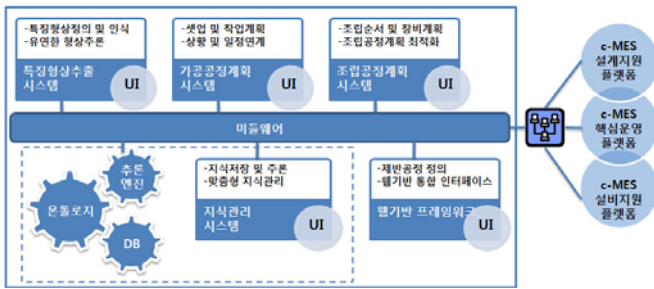 -특징형상정의 및 인식
-유연한 형상추론
특징형상추출
시스템
UI
-셋업 및 작업계획
-상황 및 일정연계
가공공정계획
시스템
UI
-조립순서 및 장비계획
-조립공정계획 최적화
조립공정계획
시스템
UI
미들웨어
c-MES
설계지원
플랫폼
c-MES
핵심운영
플랫폼
c-MES
설비지원
플랫폼
온톨로지
추론
엔진
DB
-지식저장 및 추론
-맞춤형 지식관리
지식관리
시스템
UI
-제반공정 정의
-웹기반 통합 인터페이스
웹기반 프레임워크
UI